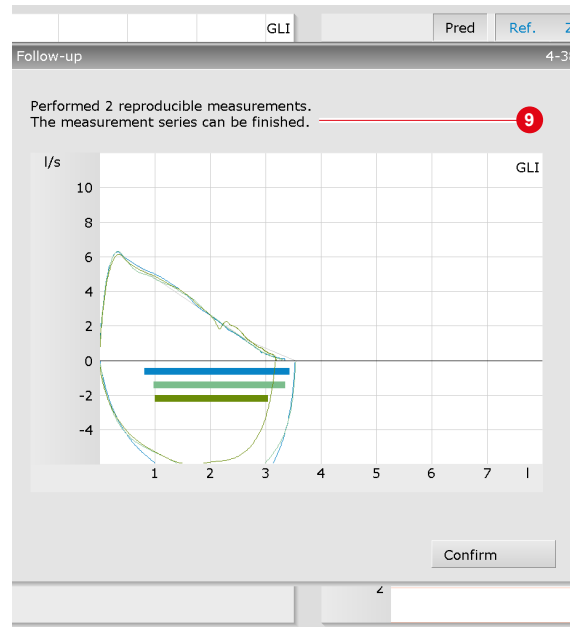 GLI Pred Ref.
Follow-up 4-3
Performed 2 reproducible measurements.
The measurement series can be finished.
9
l/s GLI
10
8
6
4
2
0
-2
-4
1 2 3 4 5 6 7 l
Confirm
2